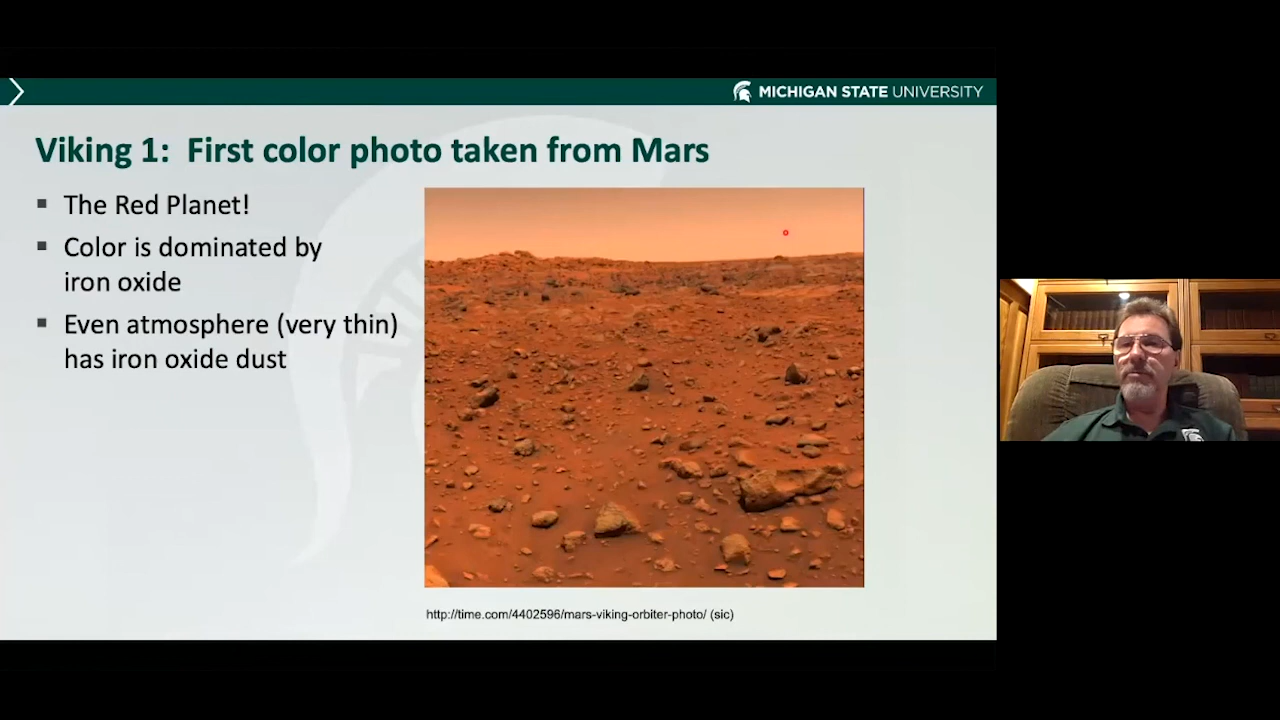 MICHIGAN STATE UNIVERSITY
Viking 1: First color photo taken from Mars
▪ The Red Planet!
▪ Color is dominated by
iron oxide
▪ Even atmosphere (very thin)
has iron oxide dust
http://time.com/4402596/mars-viking-orbiter-photo/ (sic)